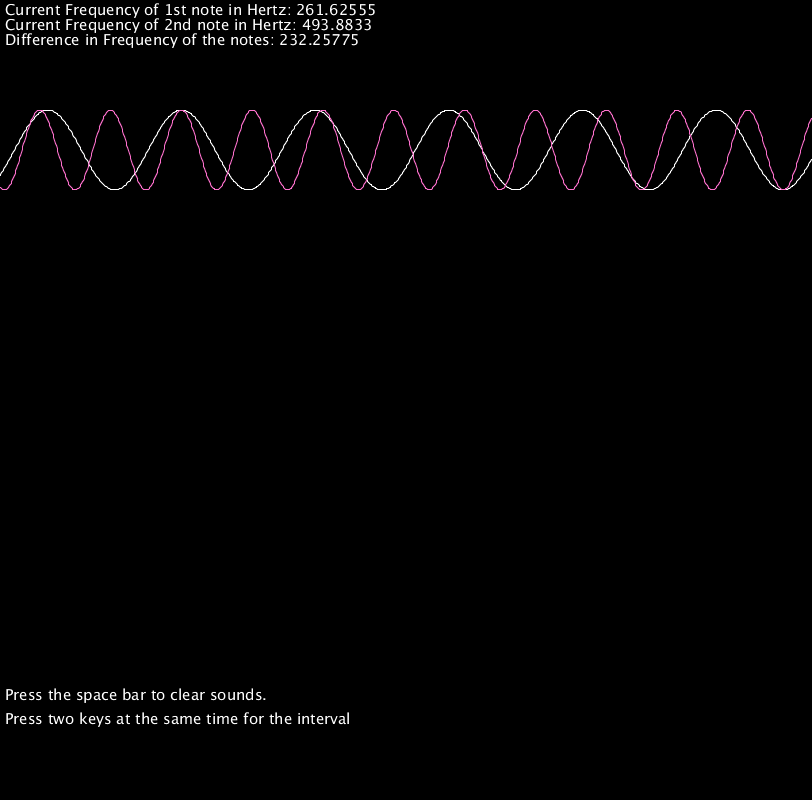 Current Frequency of 1st note in Hertz: 261.62555
Current Frequency of 2nd note in Hertz: 493.8833
Difference in Frequency of the notes: 232.25775
Press the space bar to clear sounds.
Press two keys at the same time for the interval